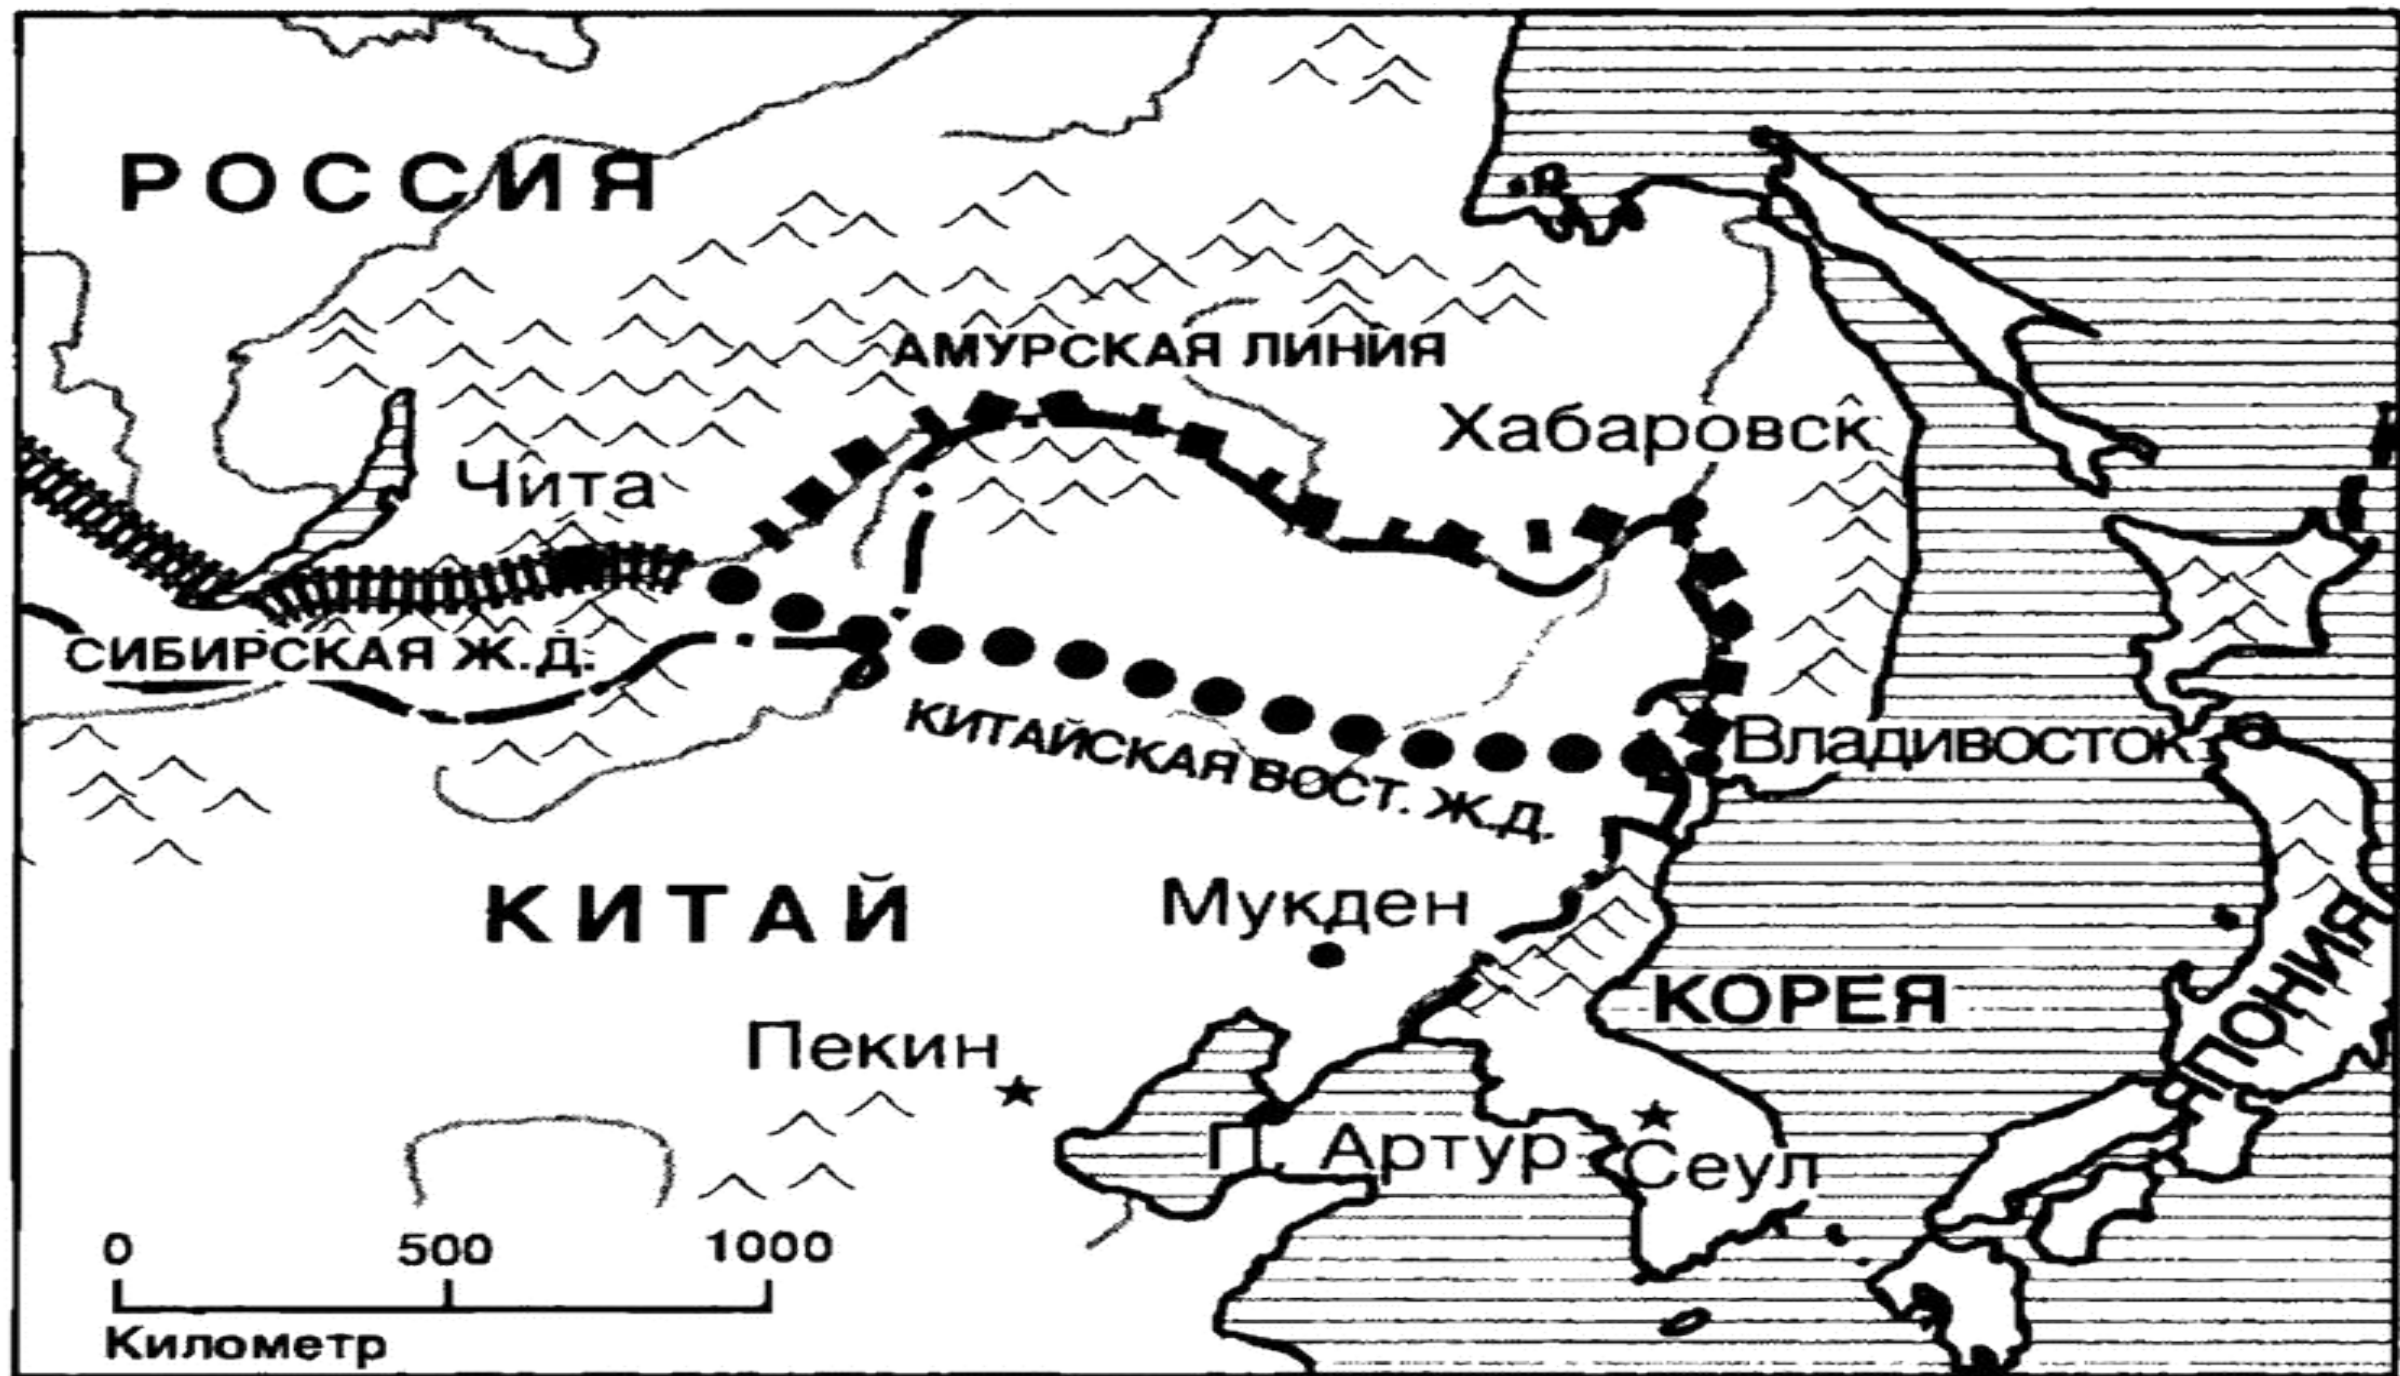 РОССИЯ
АМУРСКАЯ ЛИНИЯ
Хабаровск
Чита
СИБИРСКАЯ Ж.Д.
КИТАЙСКАЯ ВОСТ. Ж.Д.
Владивосток
КИТАЙ
Мукден
КОРЕЯ
ЯПОНИЯ
Пекин
П. Артур
Сеул
0 500 1000
Километр